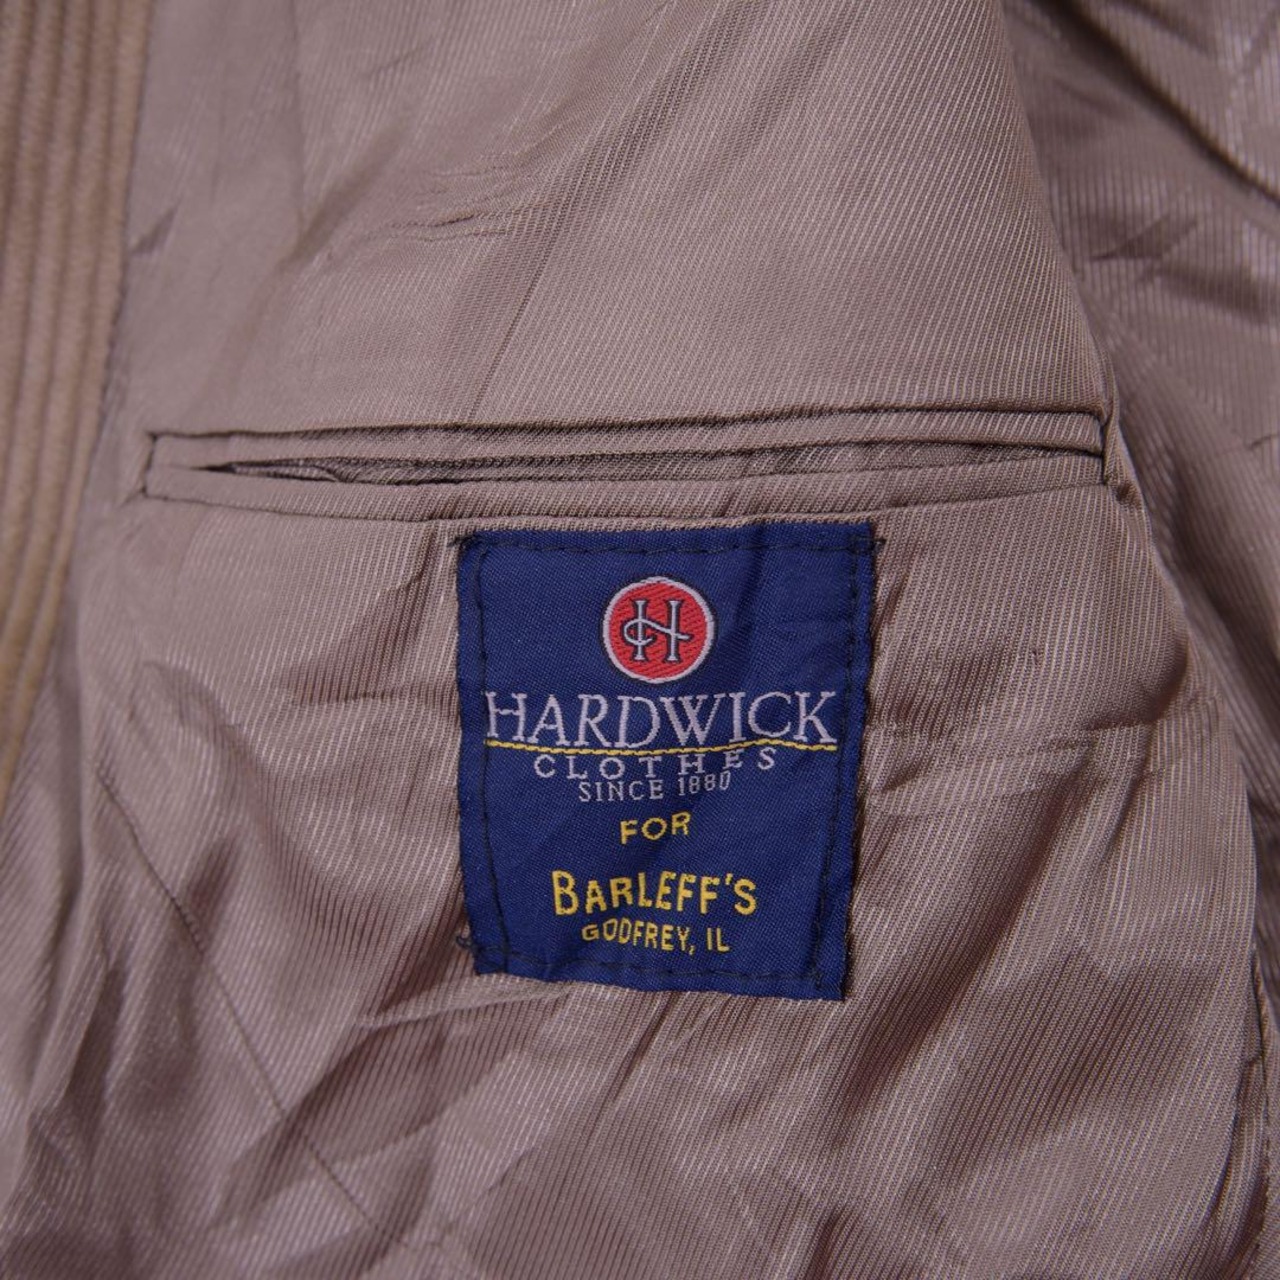 H
HARDWICK
CLOTHES
SINCE 1880
FOR
BARLEFF'S
GODFREY, IL